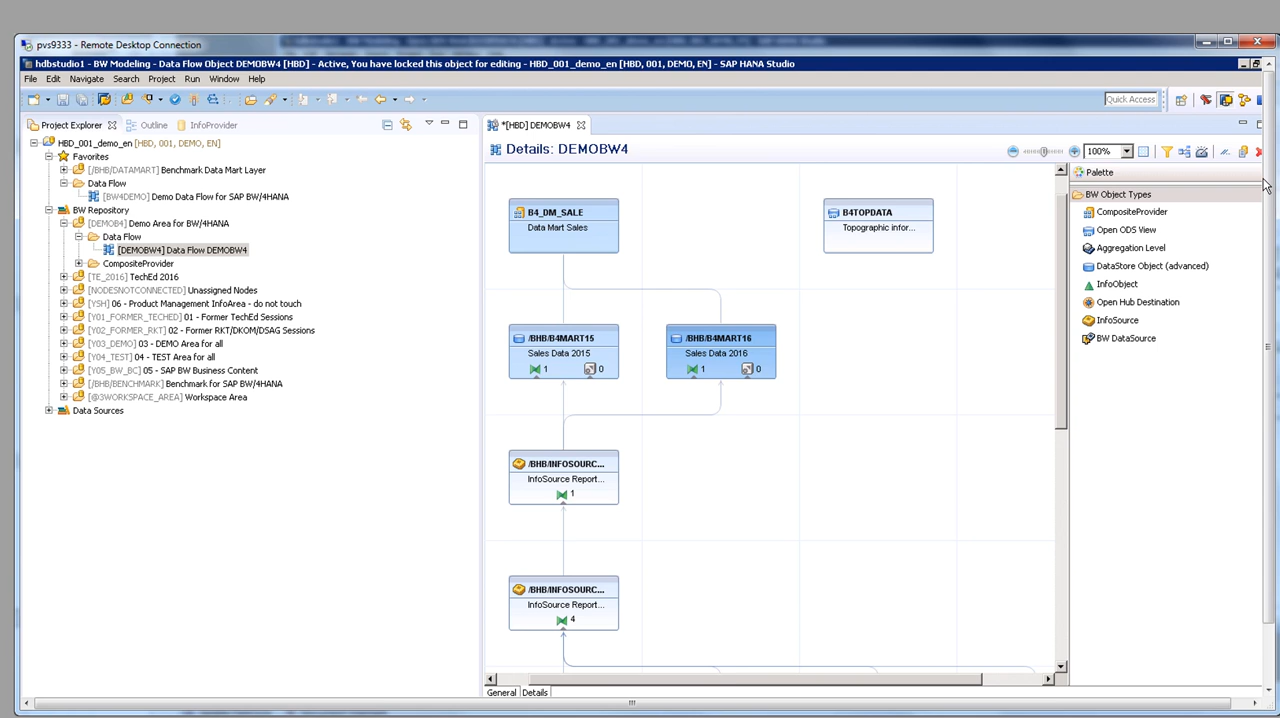 pvs9333 - Remote Desktop Connection
hdbstudio1 - BW Modeling - Data Flow Object DEMOBW4 [HBD] - Active, You have locked this object for editing - HBD_001_demo_en [HBD, 001, DEMO, EN] - SAP HANA Studio
File Edit Navigate Search Project Run Window Help
Quick Access
Project Explorer Outline InfoProvider
HBD_001_demo_en [HBD, 001, DEMO, EN]
Favorites
[/BHB/DATAMART] Benchmark Data Mart Layer
Data Flow
[BW4DEMO] Demo Data Flow for SAP BW/4HANA
BW Repository
[DEMOB4] Demo Area for BW/4HANA
Data Flow
[DEMOBW4] Data Flow DEMOBW4
CompositeProvider
[TE_2016] TechEd 2016
[NODESNOTCONNECTED] Unassigned Nodes
[YSH] 06 - Product Management InfoArea - do not touch
[Y01_FORMER_TECHED] 01 - Former TechEd Sessions
[Y02_FORMER_RKT] 02 - Former RKT/DKOM/DSAG Sessions
[Y03_DEMO] 03 - DEMO Area for all
[Y04_TEST] 04 - TEST Area for all
[Y05_BW_BC] 05 - SAP BW Business Content
[/BHB/BENCHMARK] Benchmark for SAP BW/4HANA
[@3WORKSPACE_AREA] Workspace Area
Data Sources
*[HBD] DEMOBW4
Details: DEMOBW4
100%
B4_DM_SALE
Data Mart Sales
B4TOPDATA
Topographic infor...
/BHB/B4MART15
Sales Data 2015
1 0
/BHB/B4MART16
Sales Data 2016
1 0
/BHB/INFOSOURC...
InfoSource Report...
1
/BHB/INFOSOURC...
InfoSource Report...
4
General Details
Palette
BW Object Types
CompositeProvider
Open ODS View
Aggregation Level
DataStore Object (advanced)
InfoObject
Open Hub Destination
InfoSource
BW DataSource